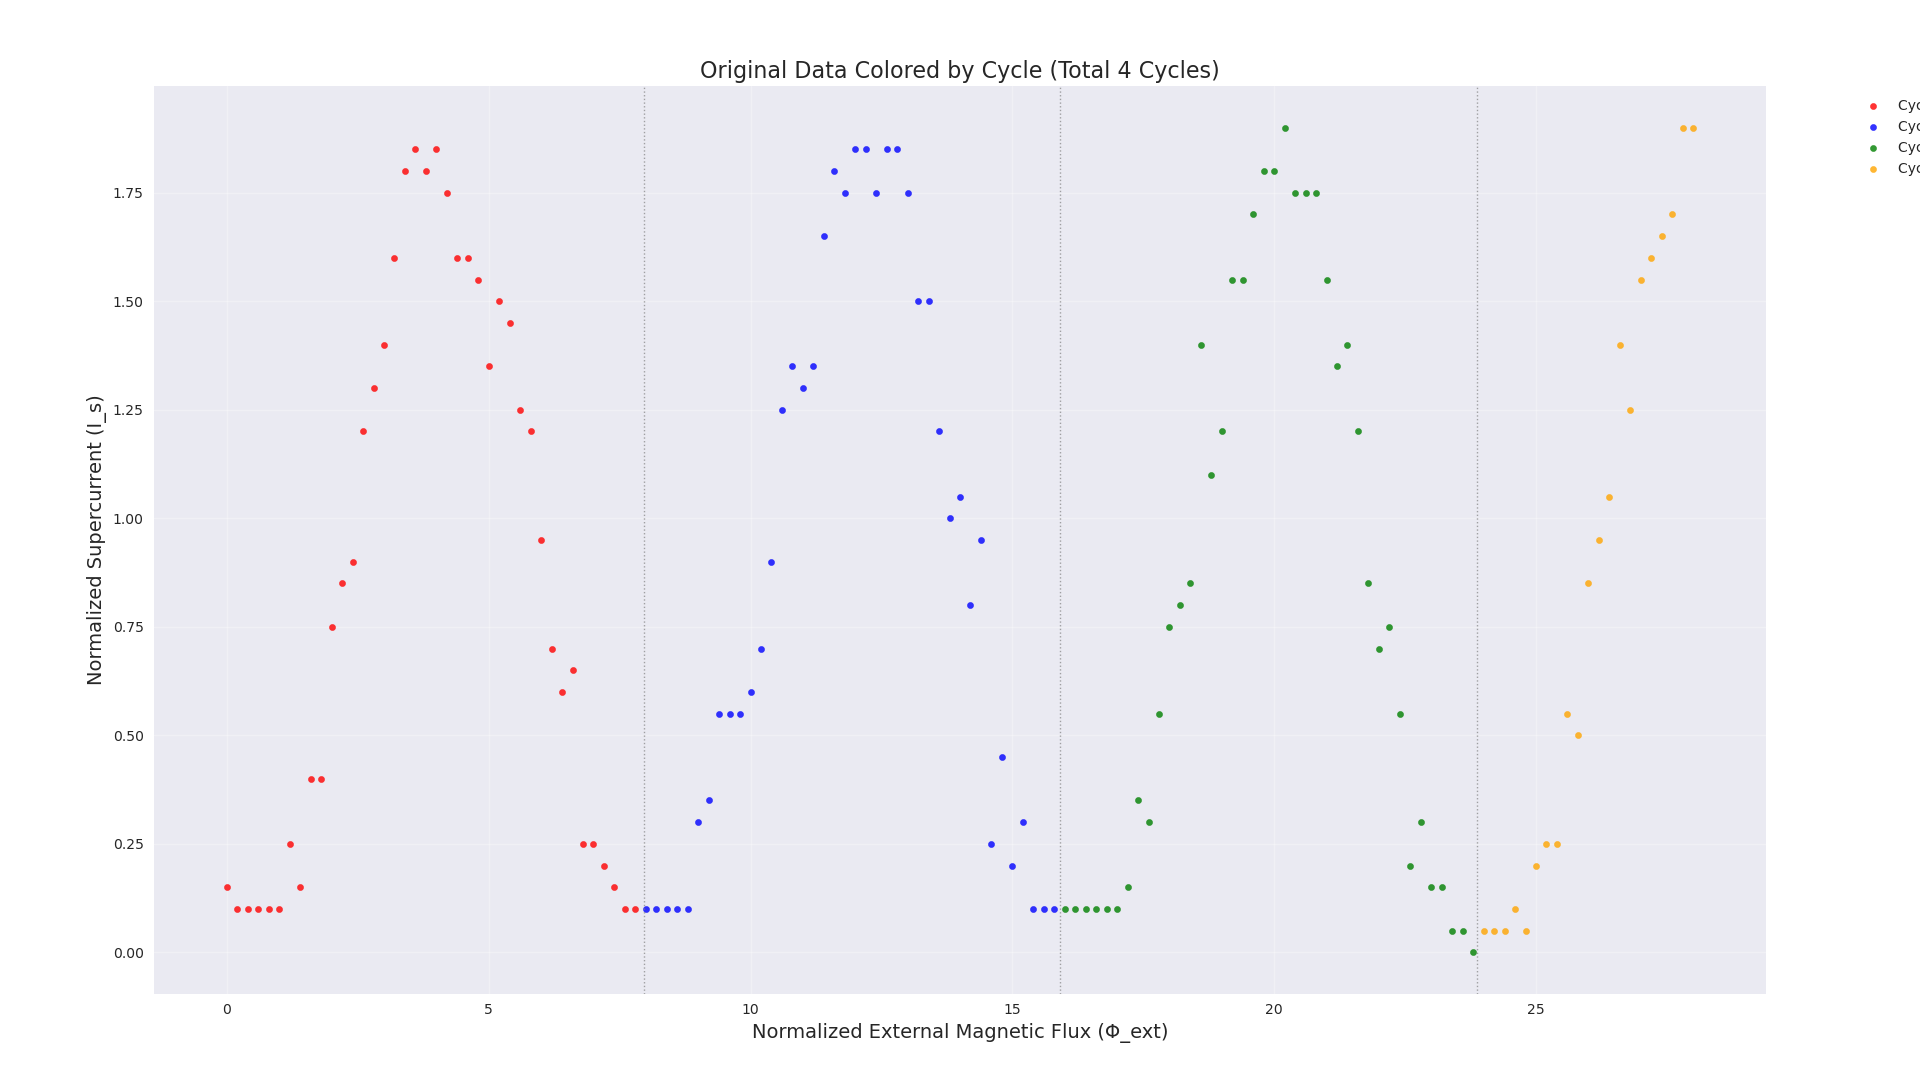 Original Data Colored by Cycle (Total 4 Cycles)
Cyc
Cyc
Cyc
Cyc
1.75
1.50
1.25
1.00
0.75
0.50
0.25
0.00
Normalized Supercurrent (I_s)
0 5 10 15 20 25
Normalized External Magnetic Flux (Φ_ext)